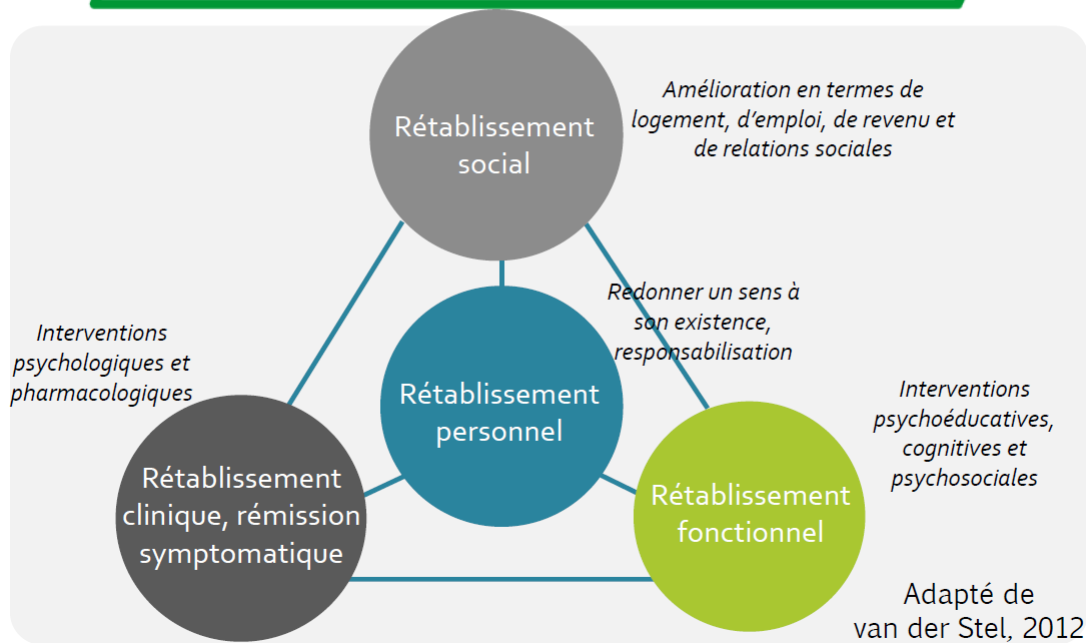 Rétablissement
social
Amélioration en termes de
logement, d'emploi, de revenu et
de relations sociales
Redonner un sens à
son existence,
responsabilisation
Interventions
psychologiques et
pharmacologiques
Rétablissement
personnel
Interventions
psychoéducatives,
cognitives et
psychosociales
Rétablissement
clinique, rémission
symptomatique
Rétablissement
fonctionnel
Adapté de
van der Stel, 2012